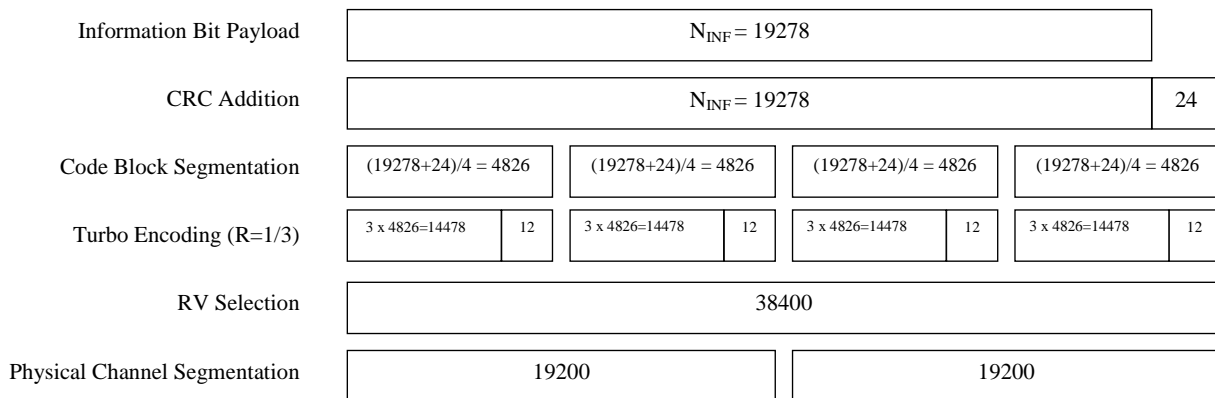 Information Bit Payload NINF = 19278
CRC Addition NINF = 19278 24
Code Block Segmentation (19278+24)/4 = 4826 (19278+24)/4 = 4826 (19278+24)/4 = 4826 (19278+24)/4 = 4826
Turbo Encoding (R=1/3) 3 x 4826=14478 12 3 x 4826=14478 12 3 x 4826=14478 12 3 x 4826=14478 12
RV Selection 38400
Physical Channel Segmentation 19200 19200